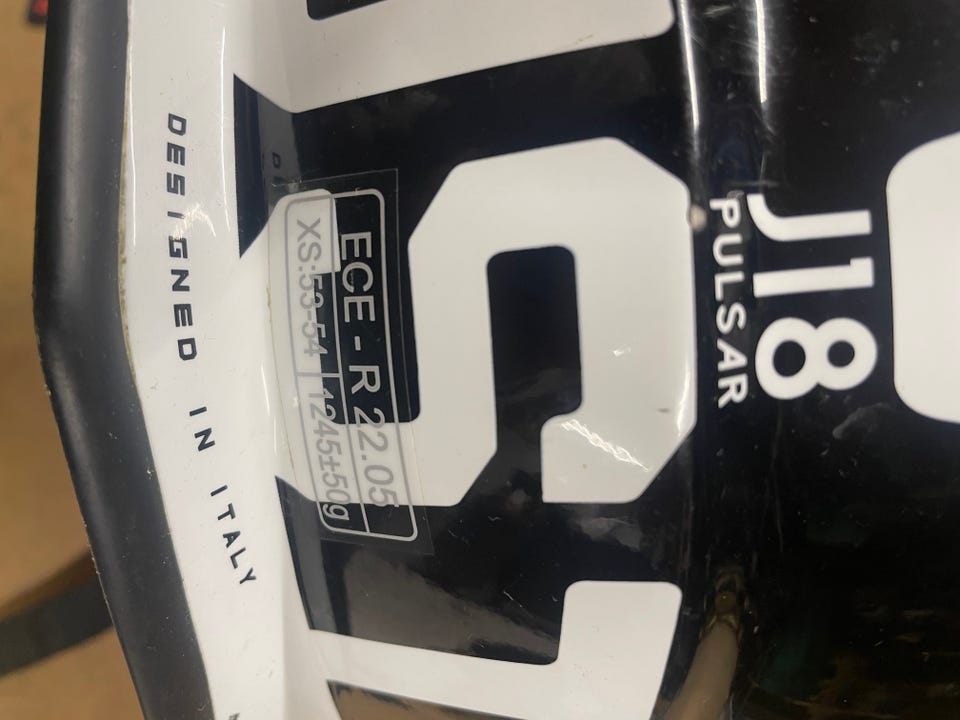 J18
PULSAR
ECE - R 22.05
XS:53-54 1245±50g
DESIGNED IN ITALY